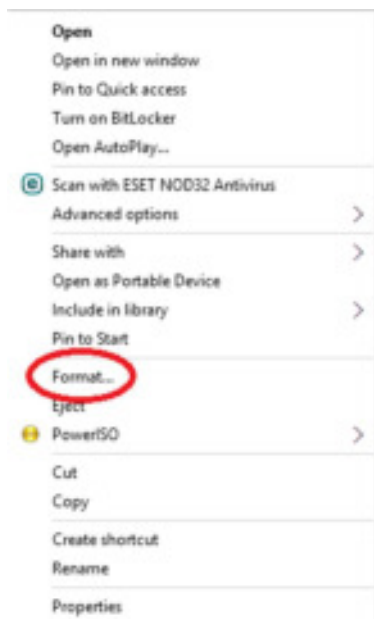 Open
Open in new window
Pin to Quick access
Turn on BitLocker
Open AutoPlay...
Scan with ESET NOD32 Antivirus
Advanced options
Share with
Open as Portable Device
Include in library
Pin to Start
Format...
Eject
PowerISO
Cut
Copy
Create shortcut
Rename
Properties